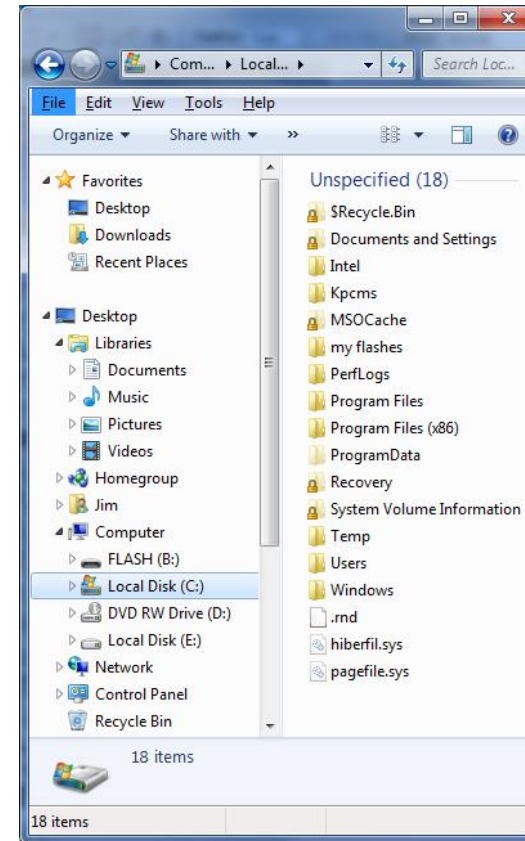 Com... Local... Search Loc...
File Edit View Tools Help
Organize Share with »
Favorites
Desktop
Downloads
Recent Places
Desktop
Libraries
Documents
Music
Pictures
Videos
Homegroup
Jim
Computer
FLASH (B:)
Local Disk (C:)
DVD RW Drive (D:)
Local Disk (E:)
Network
Control Panel
Recycle Bin
Unspecified (18)
$Recycle.Bin
Documents and Settings
Intel
Kpcms
MSOCache
my flashes
PerfLogs
Program Files
Program Files (x86)
ProgramData
Recovery
System Volume Information
Temp
Users
Windows
.rnd
hiberfil.sys
pagefile.sys
18 items
18 items